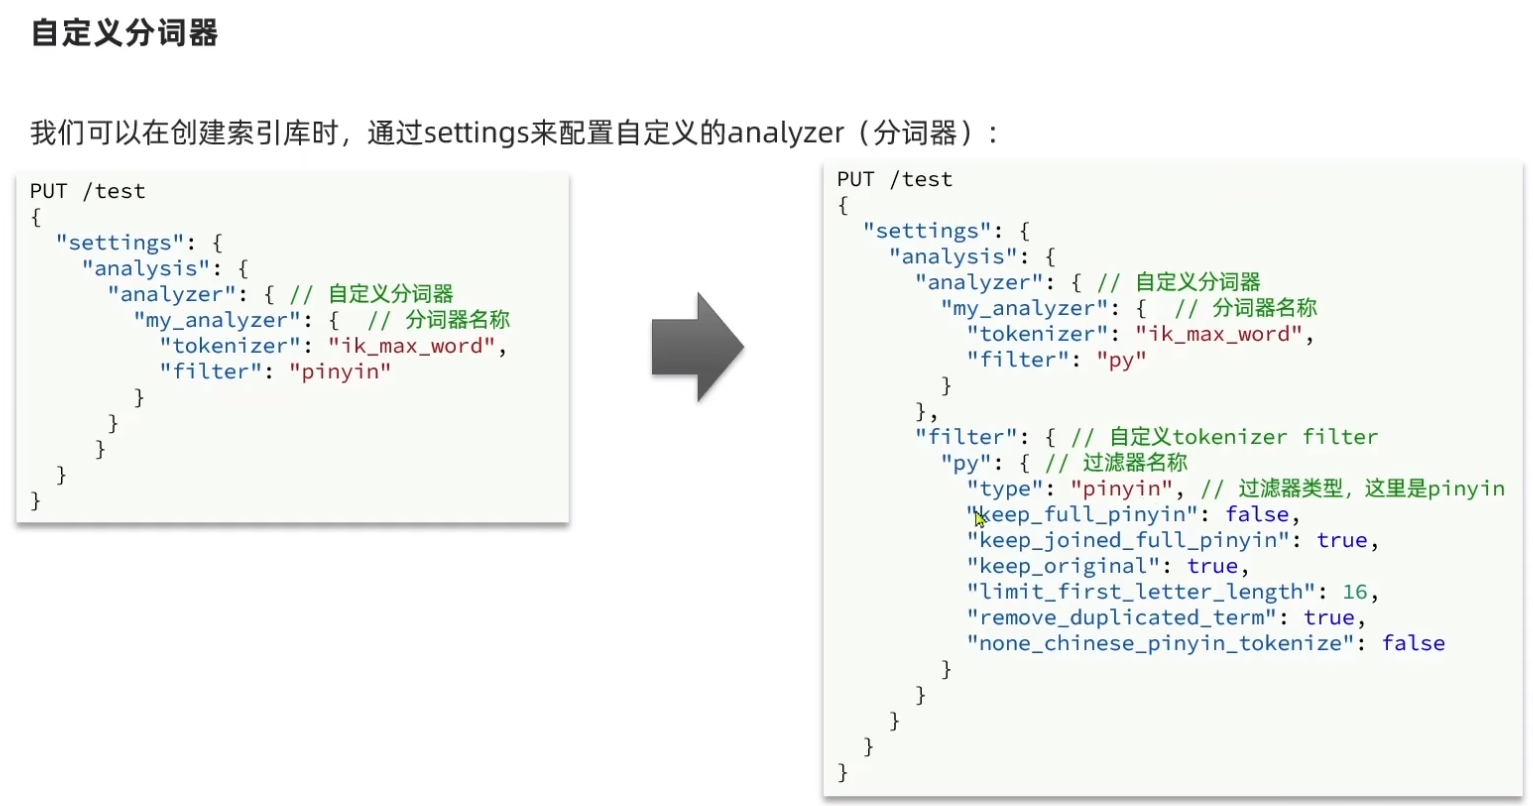 自定义分词器
我们可以在创建索引库时，通过settings来配置自定义的analyzer（分词器）：
PUT /test
{
  "settings": {
    "analysis": {
      "analyzer": { // 自定义分词器
        "my_analyzer": {  // 分词器名称
          "tokenizer": "ik_max_word",
          "filter": "pinyin"
        }
      }
     }
  }
}
PUT /test
{
  "settings": {
    "analysis": {
      "analyzer": { // 自定义分词器
        "my_analyzer": {  // 分词器名称
          "tokenizer": "ik_max_word",
          "filter": "py"
        }
      },
      "filter": { // 自定义tokenizer filter
        "py": { // 过滤器名称
          "type": "pinyin", // 过滤器类型，这里是pinyin
          "keep_full_pinyin": false,
          "keep_joined_full_pinyin": true,
          "keep_original": true,
          "limit_first_letter_length": 16,
          "remove_duplicated_term": true,
          "none_chinese_pinyin_tokenize": false
        }
      }
    }
  }
}